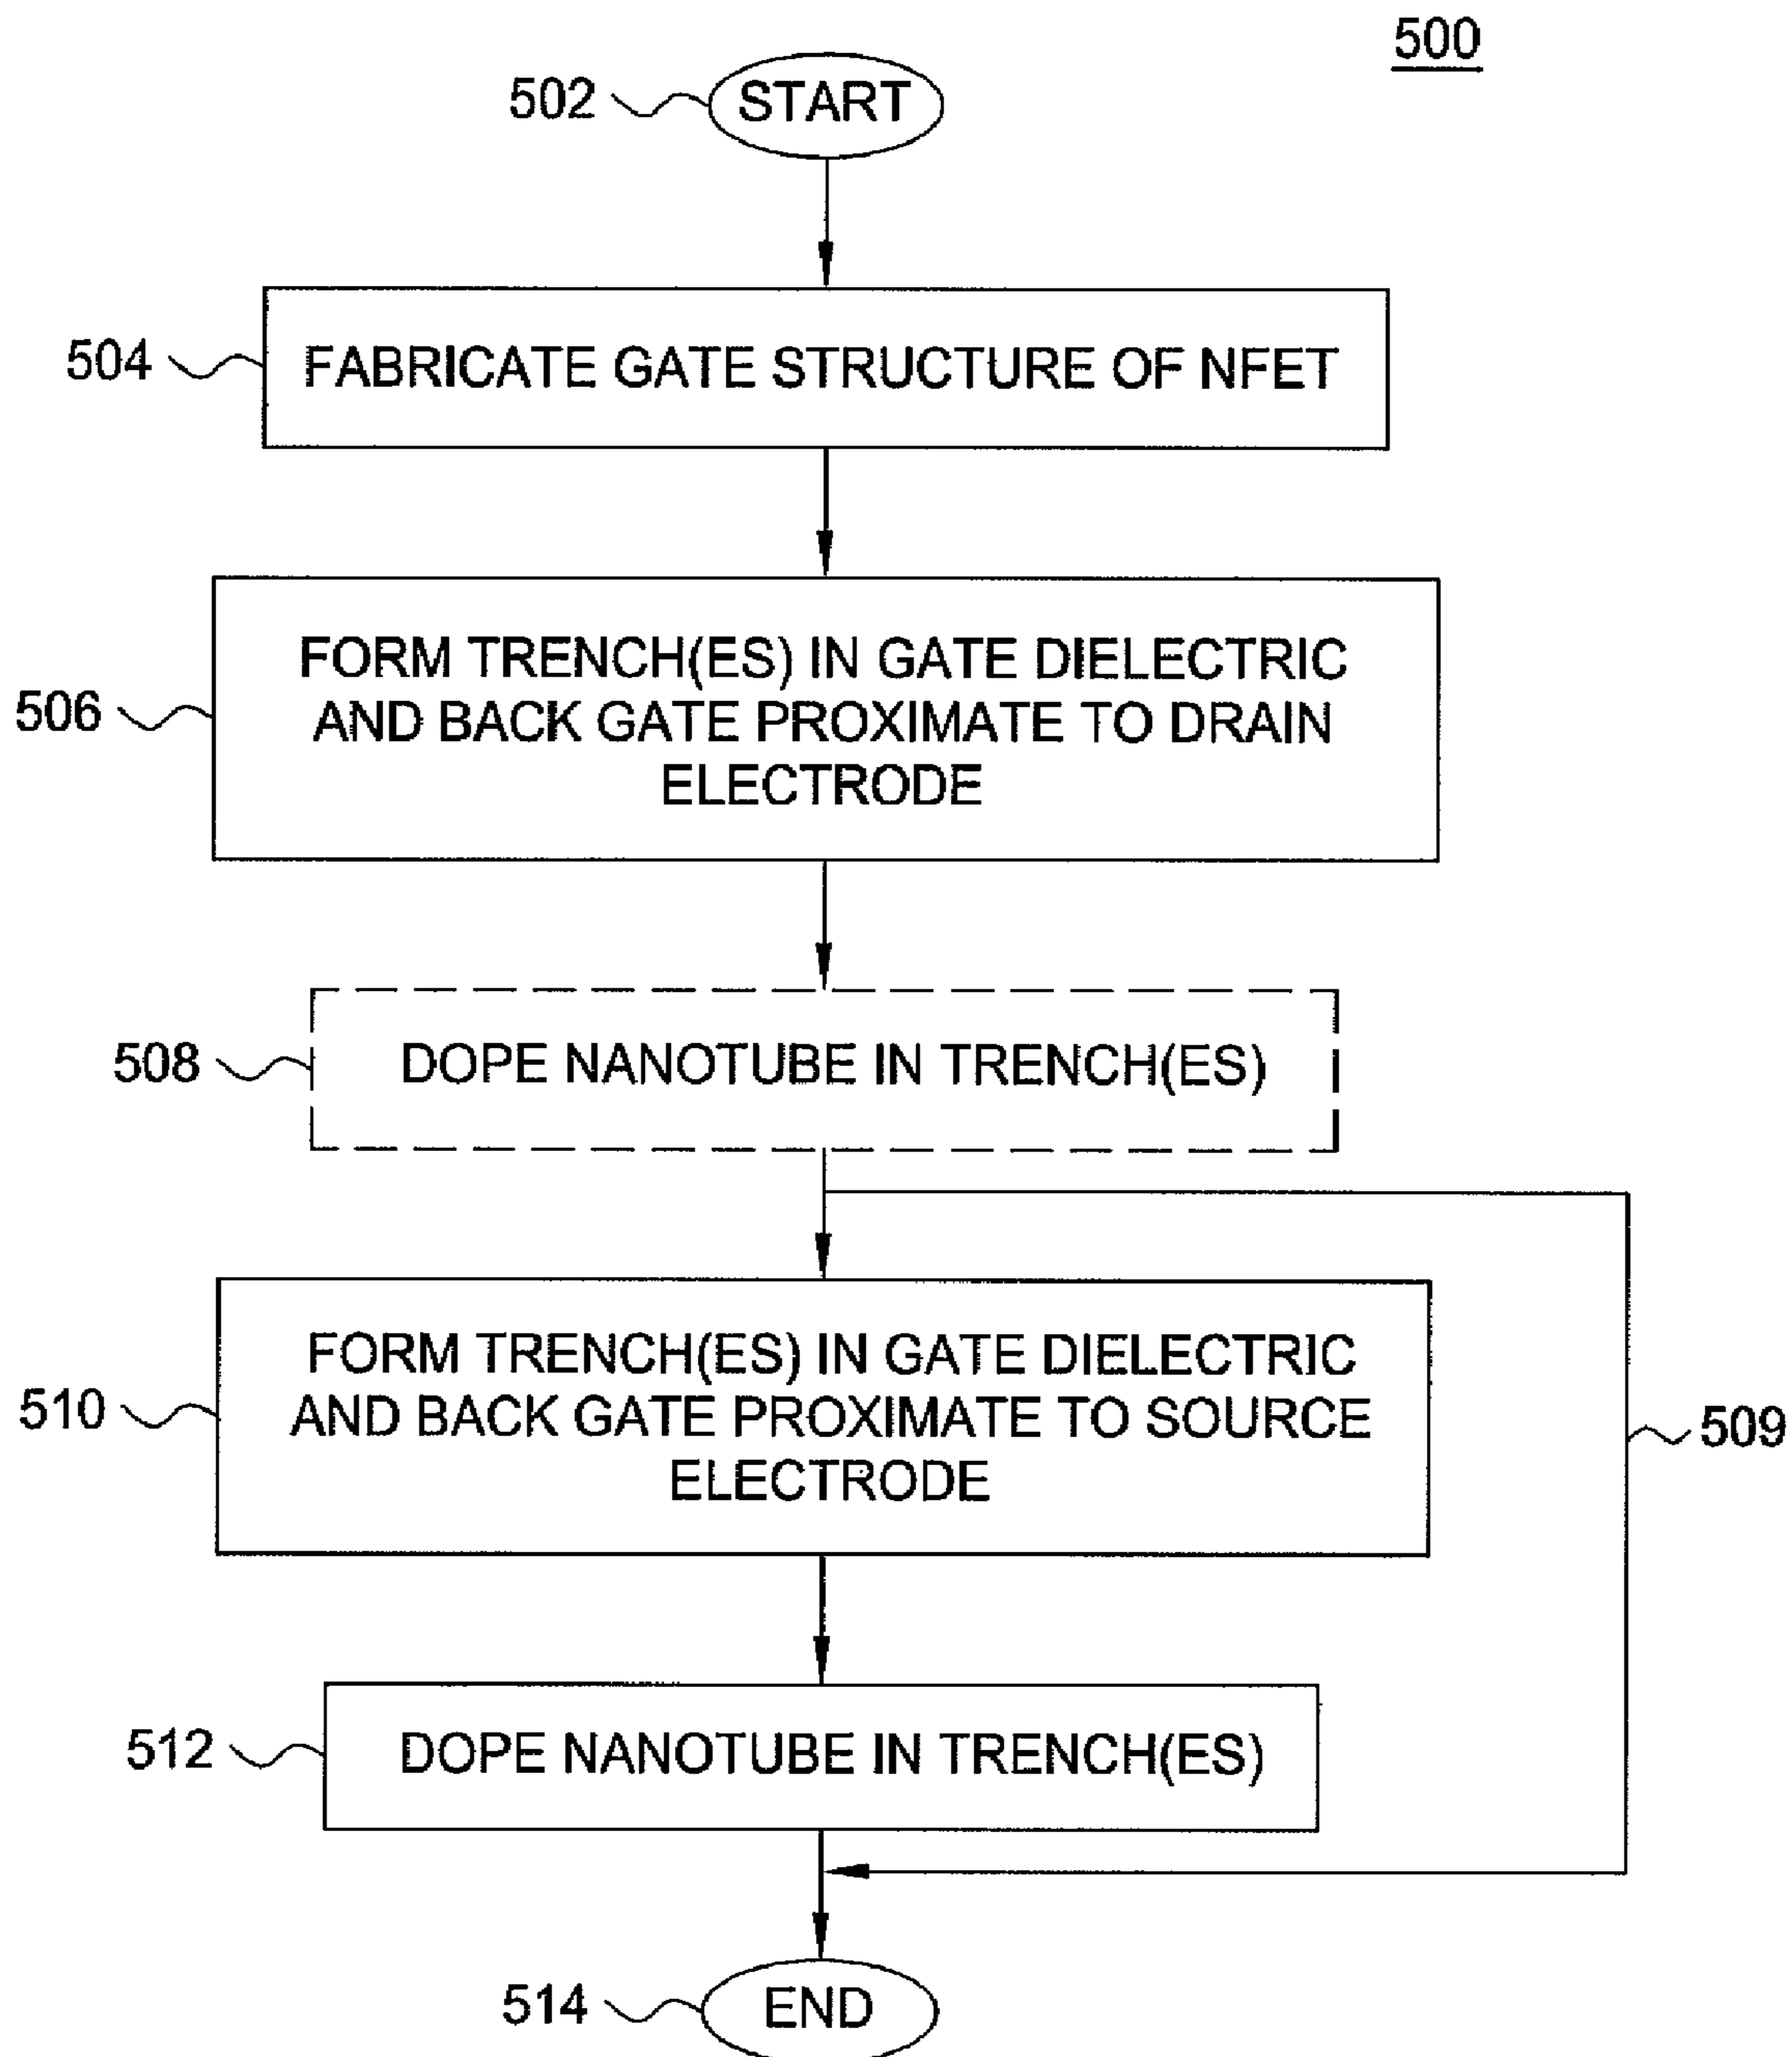 500
502
START
504
FABRICATE GATE STRUCTURE OF NFET
506
FORM TRENCH(ES) IN GATE DIELECTRIC
AND BACK GATE PROXIMATE TO DRAIN
ELECTRODE
508
DOPE NANOTUBE IN TRENCH(ES)
510
FORM TRENCH(ES) IN GATE DIELECTRIC
AND BACK GATE PROXIMATE TO SOURCE
ELECTRODE
509
512
DOPE NANOTUBE IN TRENCH(ES)
514
END